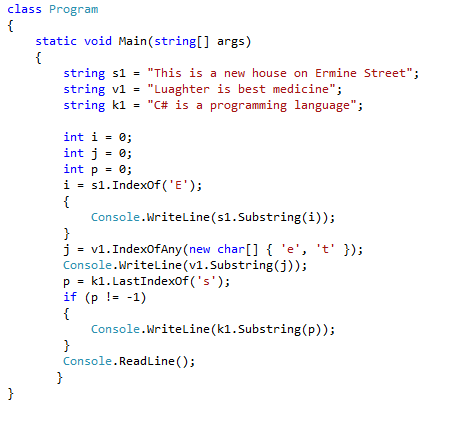 class Program
{
    static void Main(string[] args)
    {
        string s1 = "This is a new house on Ermine Street";
        string v1 = "Luaghter is best medicine";
        string k1 = "C# is a programming language";

        int i = 0;
        int j = 0;
        int p = 0;
        i = s1.IndexOf('E');
        {
            Console.WriteLine(s1.Substring(i));
        }
        j = v1.IndexOfAny(new char[] { 'e', 't' });
        Console.WriteLine(v1.Substring(j));
        p = k1.LastIndexOf('s');
        if (p != -1)
        {
            Console.WriteLine(k1.Substring(p));
        }
        Console.ReadLine();
       }
}